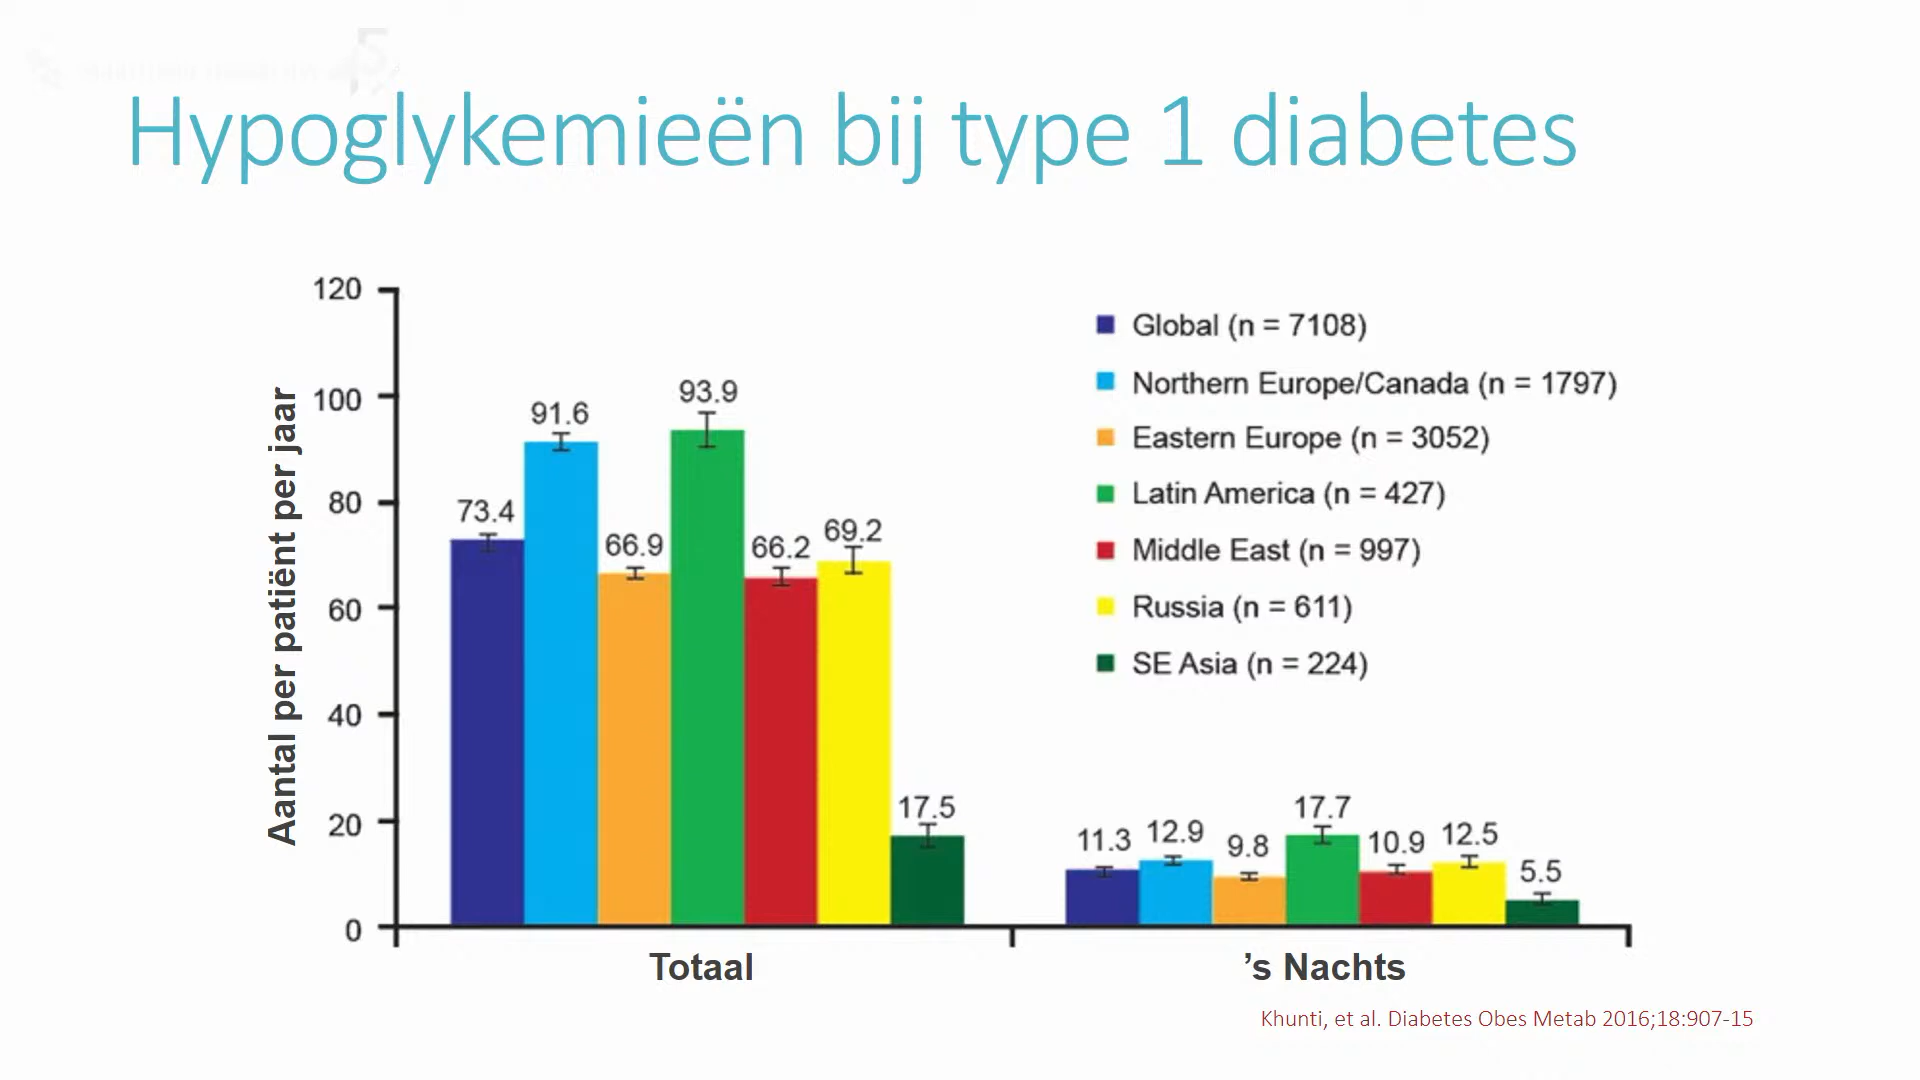 Hypoglykemieën bij type 1 diabetes
Aantal per patiënt per jaar
120
100
80
60
40
20
0
73.4
91.6
66.9
93.9
66.2
69.2
17.5
11.3
12.9
9.8
17.7
10.9
12.5
5.5
Global (n = 7108)
Northern Europe/Canada (n = 1797)
Eastern Europe (n = 3052)
Latin America (n = 427)
Middle East (n = 997)
Russia (n = 611)
SE Asia (n = 224)
Totaal
’s Nachts
Khunti, et al. Diabetes Obes Metab 2016;18:907-15